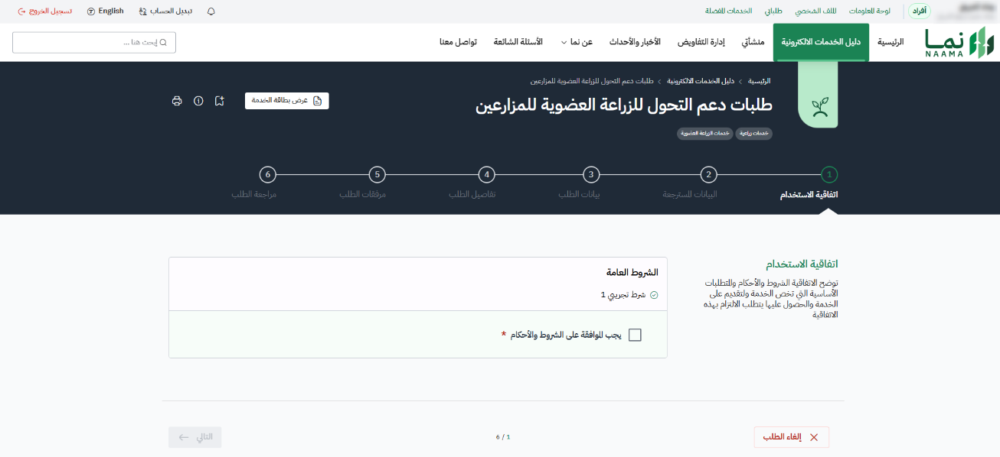 أفراد
لوحة المعلومات
الملف الشخصي
طلباتي
الخدمات المفضلة
تبديل الحساب
English
تسجيل الخروج
نما
NAAMA
الرئيسية
دليل الخدمات الالكترونية
منشأتي
إدارة التفاويض
الأخبار والأحداث
عن نما
الأسئلة الشائعة
تواصل معنا
إبحث هنا ...
الرئيسية > دليل الخدمات الالكترونية > طلبات دعم التحول للزراعة العضوية للمزارعين
طلبات دعم التحول للزراعة العضوية للمزارعين
عرض بطاقة الخدمة
خدمات زراعية
خدمات الزراعة العضوية
1
2
3
4
5
6
اتفاقية الاستخدام
البيانات المسترجعة
بيانات الطلب
تفاصيل الطلب
مرفقات الطلب
مراجعة الطلب
اتفاقية الاستخدام
توضح الاتفاقية الشروط والأحكام والمتطلبات
الأساسية التي تخص الخدمة ولتقديم على
الخدمة والحصول عليها يتطلب الالتزام بهذه
الاتفاقية
الشروط العامة
شرط تجريبي 1
يجب الموافقة على الشروط والأحكام *
إلغاء الطلب
1 / 6
التالي